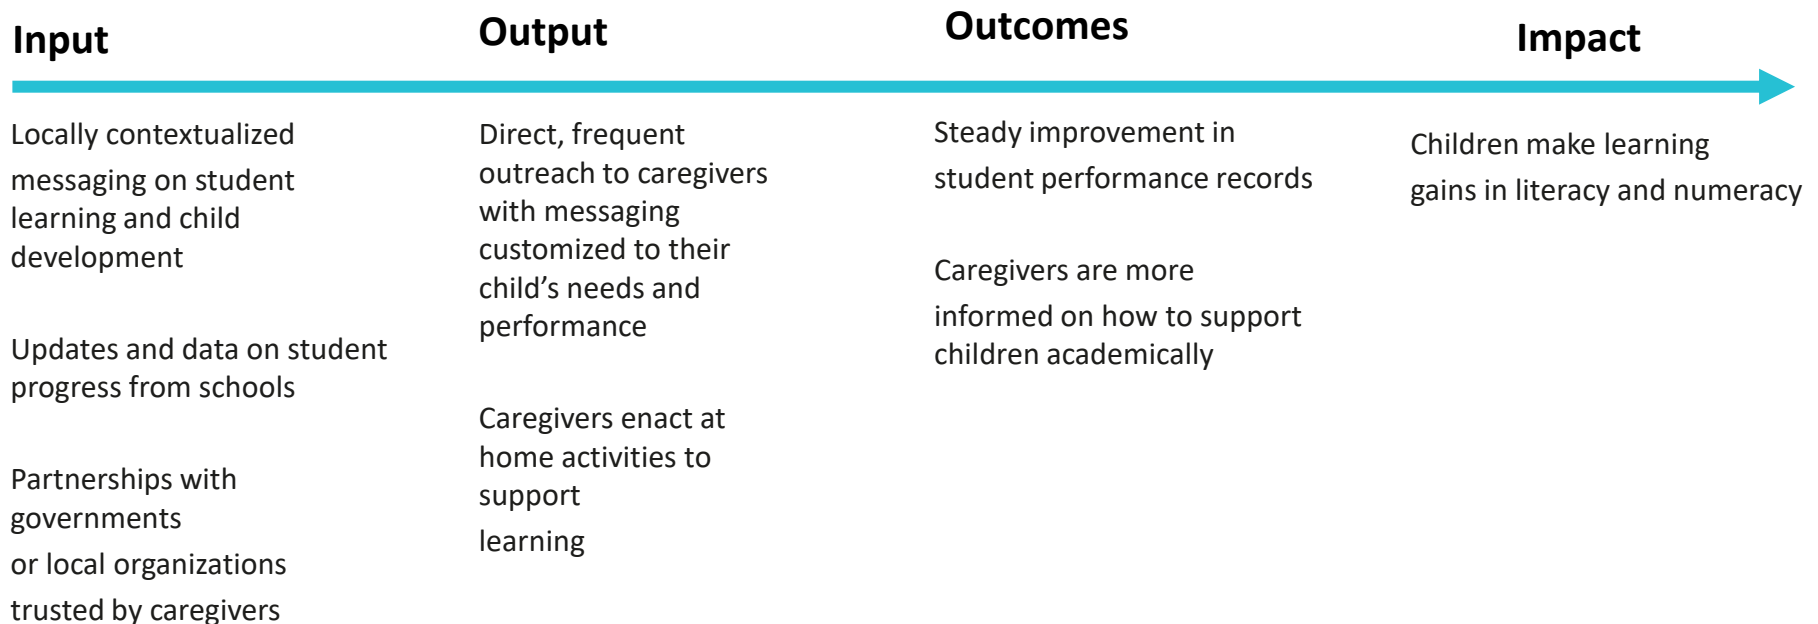 Input
Output
Outcomes
Impact
Locally contextualized
messaging on student
learning and child
development
Updates and data on student
progress from schools
Partnerships with
governments
or local organizations
trusted by caregivers
Direct, frequent
outreach to caregivers
with messaging
customized to their
child’s needs and
performance
Caregivers enact at
home activities to
support
learning
Steady improvement in
student performance records
Caregivers are more
informed on how to support
children academically
Children make learning
gains in literacy and numeracy